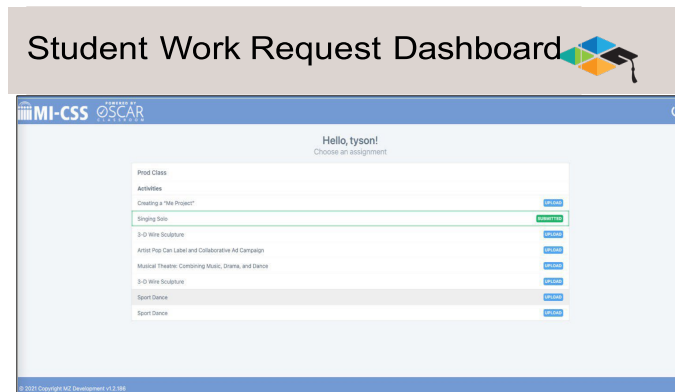 Student Work Request Dashboard
MI-CSS POWERED BY OSCAR CLASSROOM
Hello, tyson!
Choose an assignment
Prod Class
Activities
Creating a "Me Project" UPLOAD
Singing Solo SUBMITTED
3-D Wire Sculpture UPLOAD
Artist Pop Can Label and Collaborative Ad Campaign UPLOAD
Musical Theatre: Combining Music, Drama, and Dance UPLOAD
3-D Wire Sculpture UPLOAD
Sport Dance UPLOAD
Sport Dance UPLOAD
© 2021 Copyright MZ Development v1.2.188